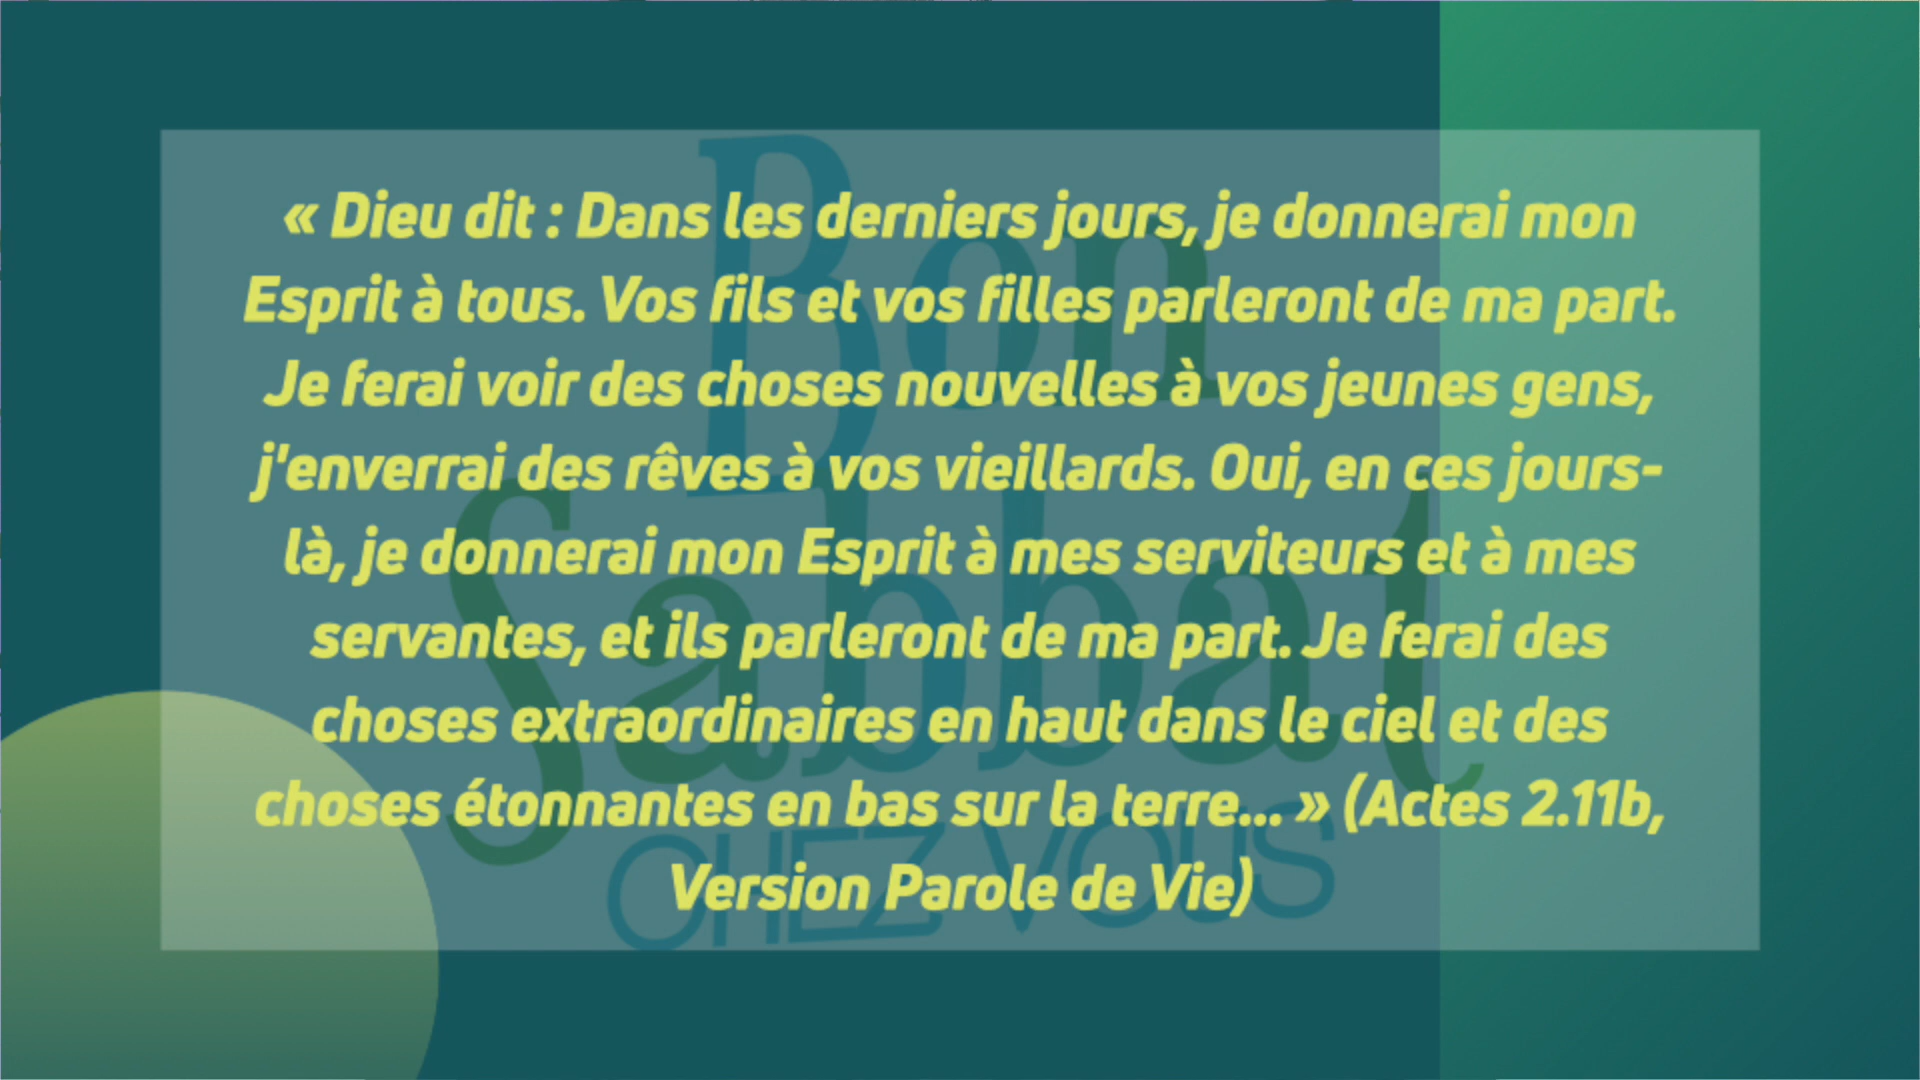 « Dieu dit : Dans les derniers jours, je donnerai mon
Esprit à tous. Vos fils et vos filles parleront de ma part.
Je ferai voir des choses nouvelles à vos jeunes gens,
j'enverrai des rêves à vos vieillards. Oui, en ces jours-
là, je donnerai mon Esprit à mes serviteurs et à mes
servantes, et ils parleront de ma part. Je ferai des
choses extraordinaires en haut dans le ciel et des
choses étonnantes en bas sur la terre... » (Actes 2.11b,
Version Parole de Vie)
Bon
Sabbat
CHEZ VOUS